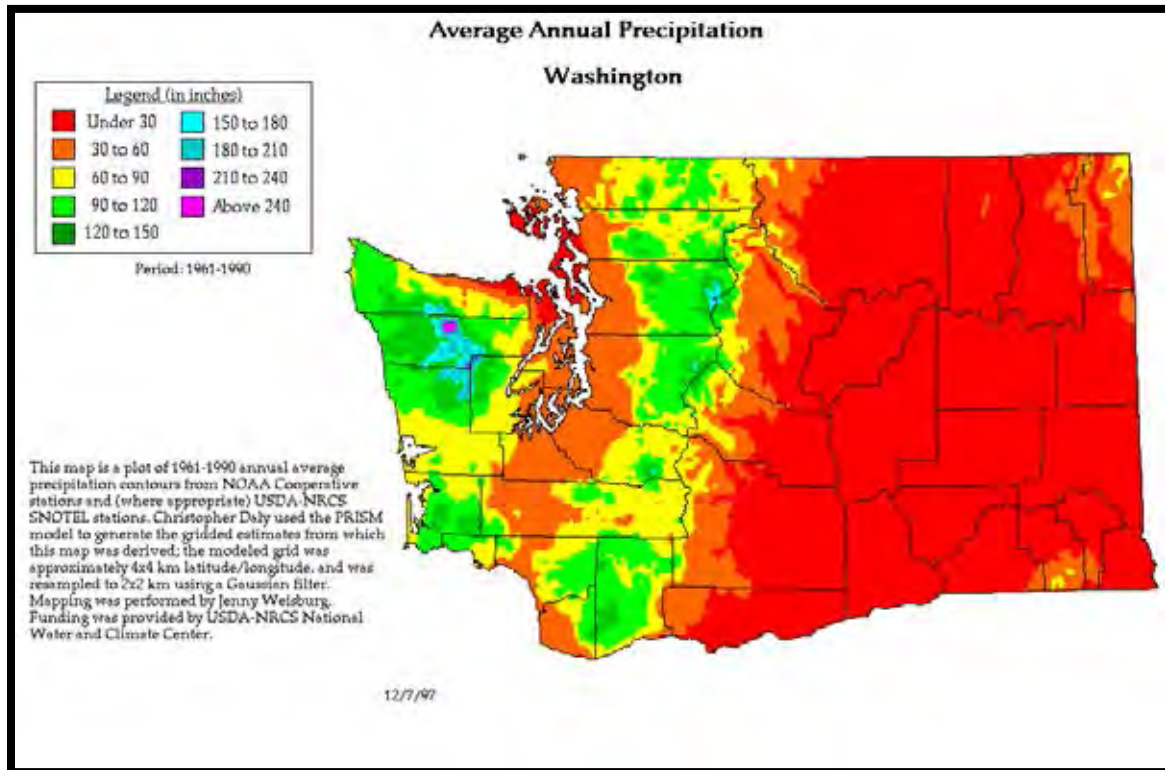 Average Annual Precipitation
Washington
Legend (in inches)
Under 30
30 to 60
60 to 90
90 to 120
120 to 150
150 to 180
180 to 210
210 to 240
Above 240
Period: 1961-1990
This map is a plot of 1961-1990 annual average
precipitation contours from NOAA Cooperative
stations and (where appropriate) USDA-NRCS
SNOTEL stations. Christopher Daly used the PRISM
model to generate the gridded estimates from which
this map was derived; the modeled grid was
approximately 4x4 km latitude/longitude, and was
resampled to 2x2 km using a Gaussian filter.
Mapping was performed by Jenny Weisburg.
Funding was provided by USDA-NRCS National
Water and Climate Center.
12/7/97